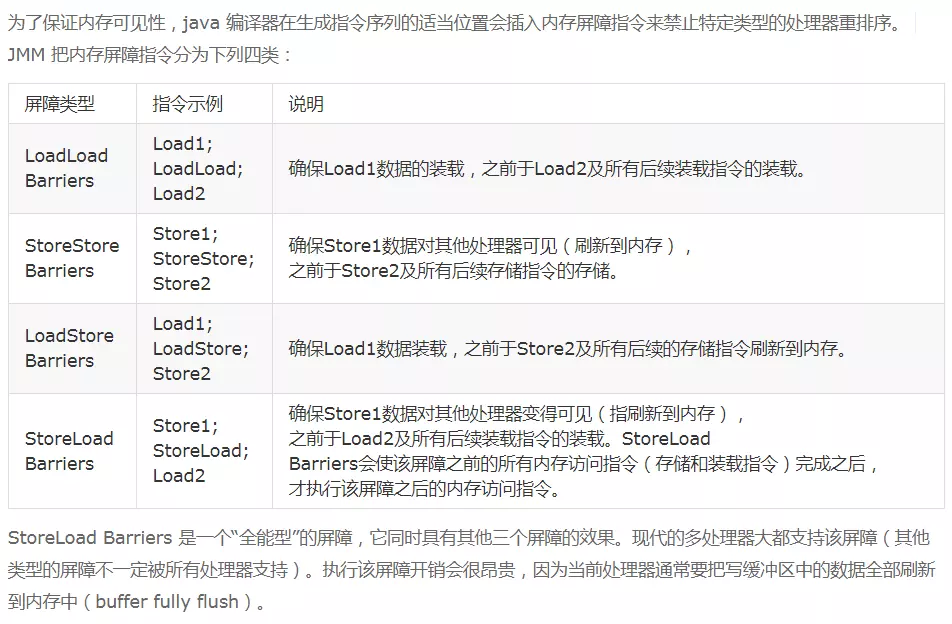 为了保证内存可见性，java 编译器在生成指令序列的适当位置会插入内存屏障指令来禁止特定类型的处理器重排序。
JMM 把内存屏障指令分为下列四类：
屏障类型
指令示例
说明
LoadLoad
Barriers
Load1;
LoadLoad;
Load2
确保Load1数据的装载，之前于Load2及所有后续装载指令的装载。
StoreStore
Barriers
Store1;
StoreStore;
Store2
确保Store1数据对其他处理器可见（刷新到内存），
之前于Store2及所有后续存储指令的存储。
LoadStore
Barriers
Load1;
LoadStore;
Store2
确保Load1数据装载，之前于Store2及所有后续的存储指令刷新到内存。
StoreLoad
Barriers
Store1;
StoreLoad;
Load2
确保Store1数据对其他处理器变得可见（指刷新到内存），
之前于Load2及所有后续装载指令的装载。StoreLoad
Barriers会使该屏障之前的所有内存访问指令（存储和装载指令）完成之后，
才执行该屏障之后的内存访问指令。
StoreLoad Barriers 是一个“全能型”的屏障，它同时具有其他三个屏障的效果。现代的多处理器大都支持该屏障（其他
类型的屏障不一定被所有处理器支持）。执行该屏障开销会很昂贵，因为当前处理器通常要把写缓冲区中的数据全部刷新
到内存中（buffer fully flush）。